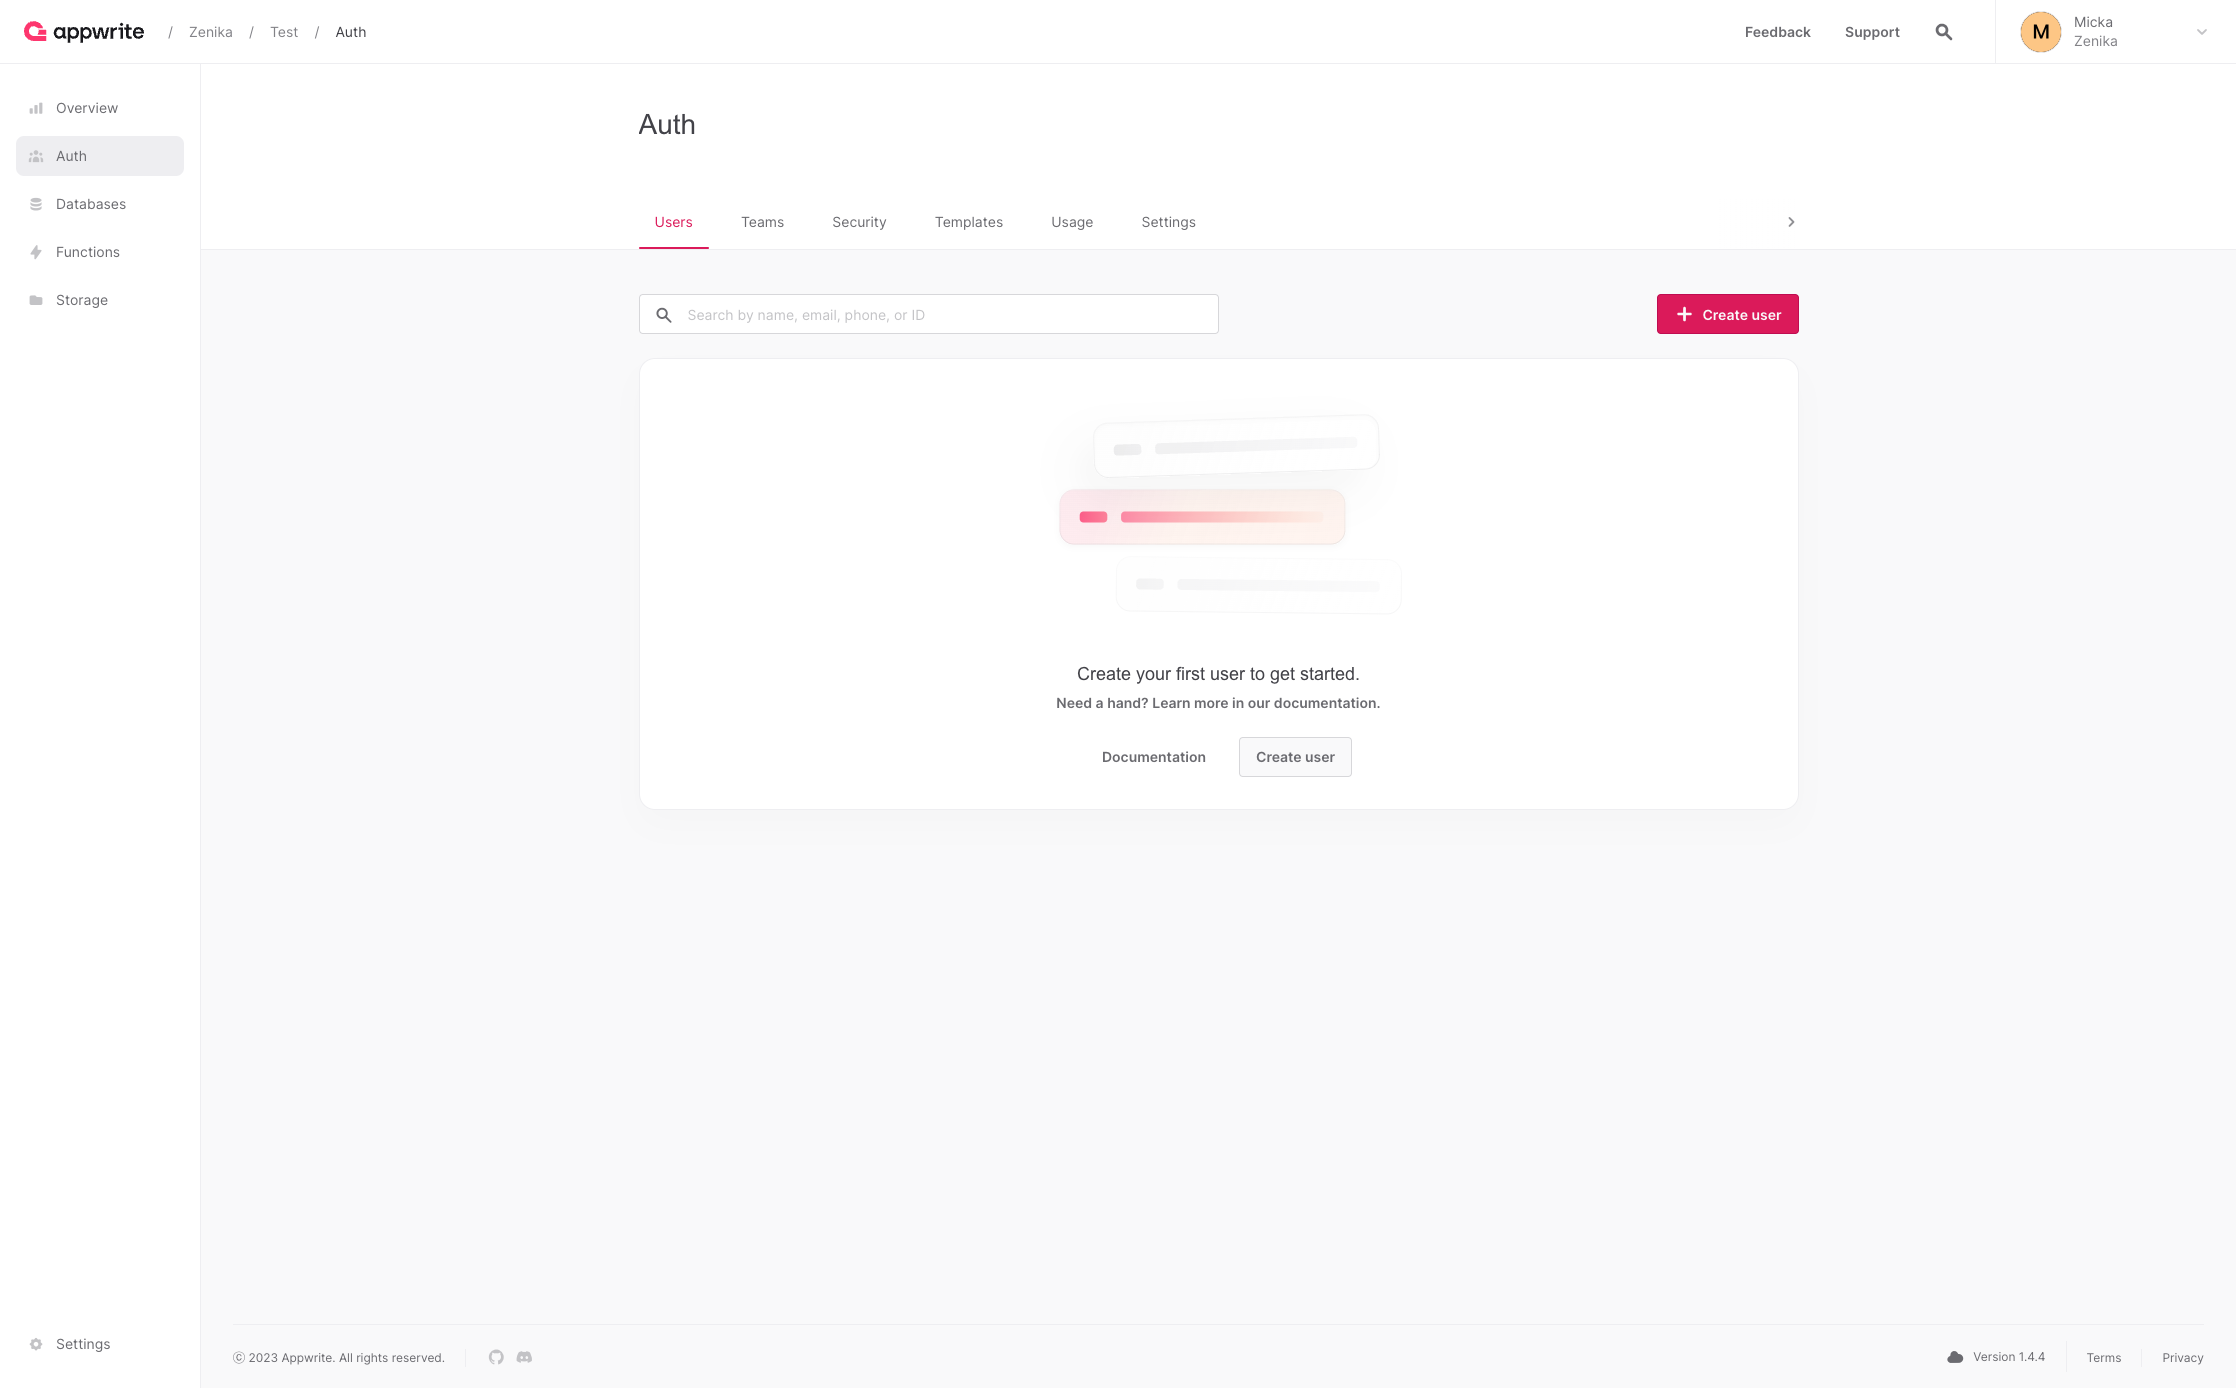 appwrite / Zenika / Test / Auth
Feedback Support
M Micka
Zenika
Overview
Auth
Databases
Functions
Storage
Settings
Auth
Users Teams Security Templates Usage Settings
Search by name, email, phone, or ID
Create user
Create your first user to get started.
Need a hand? Learn more in our documentation.
Documentation Create user
© 2023 Appwrite. All rights reserved.
Version 1.4.4 Terms Privacy